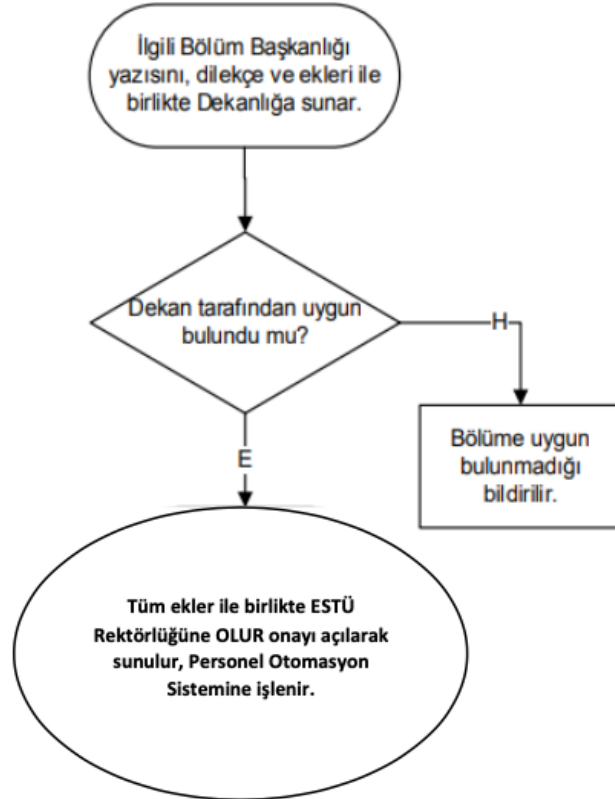 İlgili Bölüm Başkanlığı
yazısını, dilekçe ve ekleri ile
birlikte Dekanlığa sunar.
Dekan tarafından uygun
bulundu mu?
H
Bölüme uygun
bulunmadığı
bildirilir.
E
Tüm ekler ile birlikte ESTÜ
Rektörlüğüne OLUR onayı açılarak
sunulur, Personel Otomasyon
Sistemine işlenir.